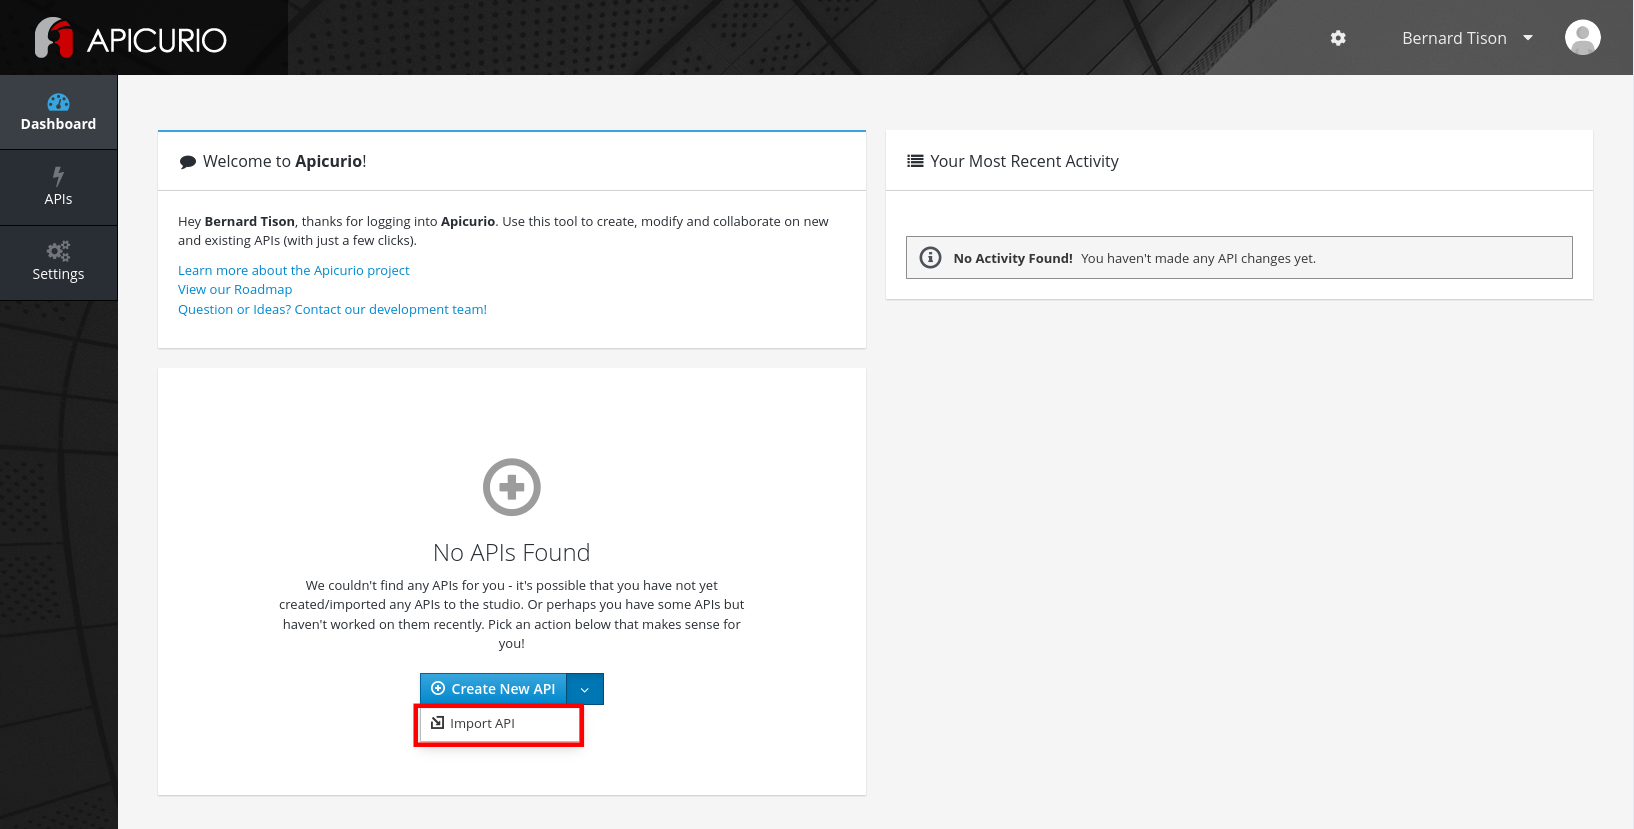 APICURIO
Bernard Tison
Dashboard
APIs
Settings
Welcome to Apicurio!
Hey Bernard Tison, thanks for logging into Apicurio. Use this tool to create, modify and collaborate on new
and existing APIs (with just a few clicks).
Learn more about the Apicurio project
View our Roadmap
Question or Ideas? Contact our development team!
Your Most Recent Activity
No Activity Found! You haven't made any API changes yet.
No APIs Found
We couldn't find any APIs for you - it's possible that you have not yet
created/imported any APIs to the studio. Or perhaps you have some APIs but
haven't worked on them recently. Pick an action below that makes sense for
you!
Create New API
Import API